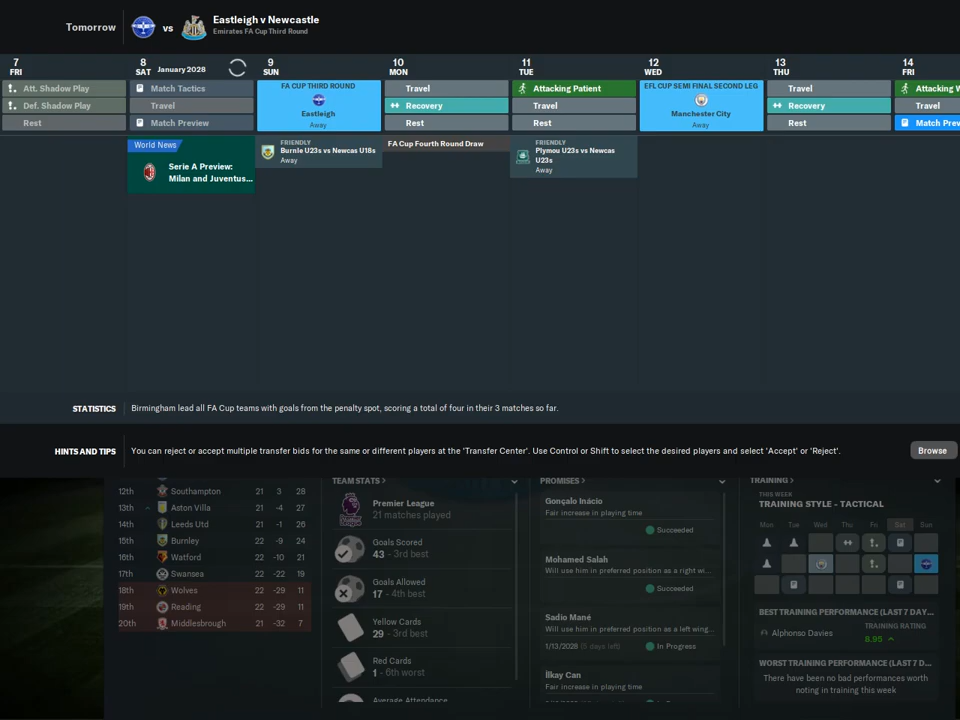 Tomorrow
vs
Eastleigh v Newcastle
Emirates FA Cup Third Round
7
FRI
8
SAT January 2028
9
SUN
10
MON
11
TUE
12
WED
13
THU
14
FRI
Att. Shadow Play
Def. Shadow Play
Rest
Match Tactics
Travel
Match Preview
FA CUP THIRD ROUND
Eastleigh
Away
Travel
Recovery
Rest
Attacking Patient
Travel
Rest
EFL CUP SEMI FINAL SECOND LEG
Manchester City
Away
Travel
Recovery
Rest
Attacking W
Travel
Match Prev
World News
Serie A Preview:
Milan and Juventus...
FRIENDLY
Burnle U23s vs Newcas U18s
Away
FA Cup Fourth Round Draw
FRIENDLY
Plymou U23s vs Newcas
U23s
Away
STATISTICS
Birmingham lead all FA Cup teams with goals from the penalty spot, scoring a total of four in their 3 matches so far.
HINTS AND TIPS
You can reject or accept multiple transfer bids for the same or different players at the 'Transfer Center'. Use Control or Shift to select the desired players and select 'Accept' or 'Reject'.
Browse
12th Southampton 21 3 28
13th Aston Villa 21 -4 27
14th Leeds Utd 21 -1 26
15th Burnley 22 -9 24
16th Watford 22 -10 21
17th Swansea 22 -22 19
18th Wolves 22 -29 11
19th Reading 22 -29 11
20th Middlesbrough 21 -32 7
TEAM STATS >
Premier League
21 matches played
Goals Scored
43 - 3rd best
Goals Allowed
17 - 4th best
Yellow Cards
29 - 3rd best
Red Cards
1 - 6th worst
Average Attendance
PROMISES >
Gonçalo Inácio
Fair increase in playing time
Succeeded
Mohamed Salah
Will use him in preferred position as a right wi...
Succeeded
Sadio Mané
Will use him in preferred position as a left wing...
1/13/2028 (5 days left) In Progress
İlkay Can
Fair increase in playing time
TRAINING >
THIS WEEK
TRAINING STYLE - TACTICAL
Mon Tue Wed Thu Fri Sat Sun
BEST TRAINING PERFORMANCE (LAST 7 DAY...
Alphonso Davies
TRAINING RATING
8.95
WORST TRAINING PERFORMANCE (LAST 7 D...
There have been no bad performances worth
noting in training this week